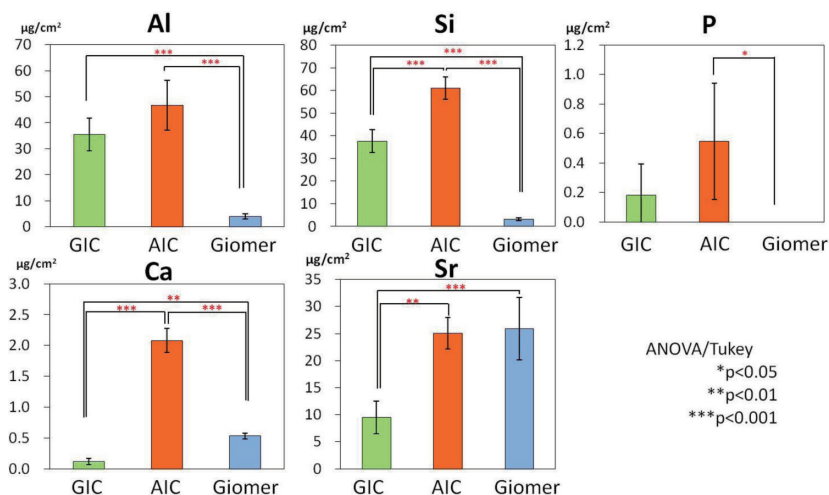 Al
µg/cm²
70
60
50
40
30
20
10
0
***
***
GIC AIC Giomer
Si
µg/cm²
80
70
60
50
40
30
20
10
0
***
*** ***
GIC AIC Giomer
P
µg/cm²
1.2
1.0
0.8
0.6
0.4
0.2
0.0
*
GIC AIC Giomer
Ca
µg/cm²
3.0
2.5
2.0
1.5
1.0
0.5
0.0
**
*** ***
GIC AIC Giomer
Sr
µg/cm²
35
30
25
20
15
10
5
0
***
**
GIC AIC Giomer
ANOVA/Tukey
*p<0.05
**p<0.01
***p<0.001